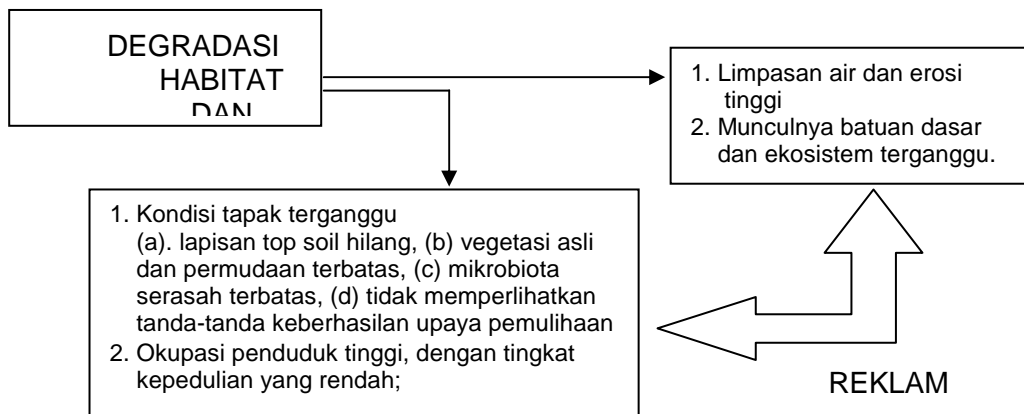 DEGRADASI
HABITAT
DAN
1. Limpasan air dan erosi
tinggi
2. Munculnya batuan dasar
dan ekosistem terganggu.
1. Kondisi tapak terganggu
(a). lapisan top soil hilang, (b) vegetasi asli
dan permudaan terbatas, (c) mikrobiota
serasah terbatas, (d) tidak memperlihatkan
tanda-tanda keberhasilan upaya pemulihaan
2. Okupasi penduduk tinggi, dengan tingkat
kepedulian yang rendah;
REKLAM